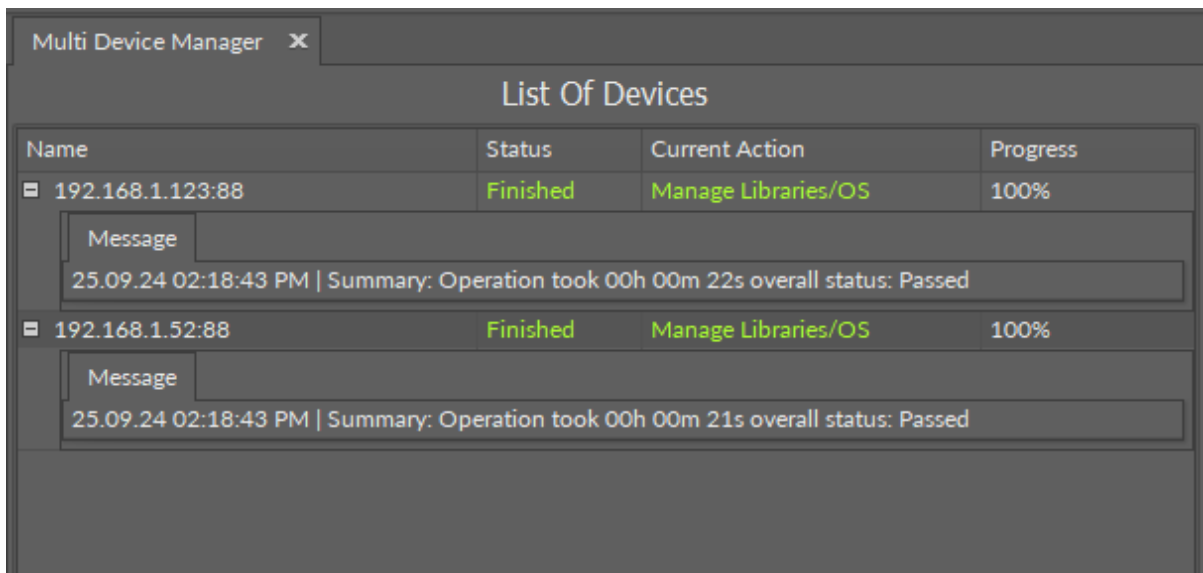 Multi Device Manager x
List Of Devices
Name Status Current Action Progress
192.168.1.123:88 Finished Manage Libraries/OS 100%
Message
25.09.24 02:18:43 PM | Summary: Operation took 00h 00m 22s overall status: Passed
192.168.1.52:88 Finished Manage Libraries/OS 100%
Message
25.09.24 02:18:43 PM | Summary: Operation took 00h 00m 21s overall status: Passed